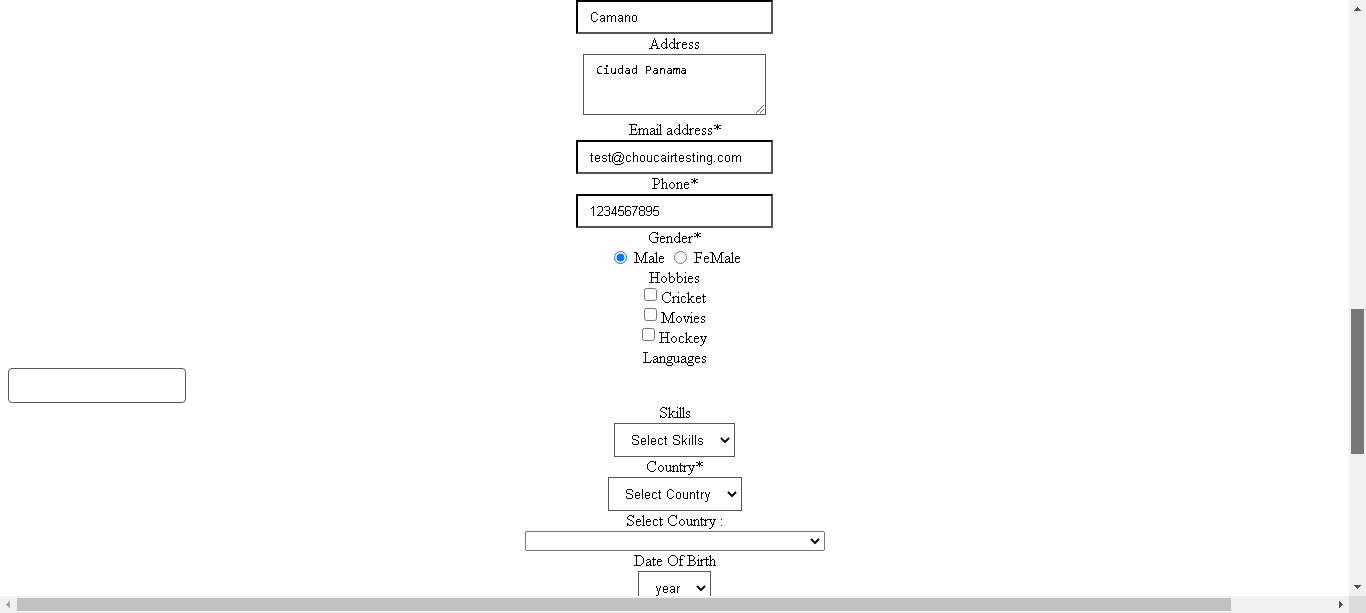 Camano
Address
Ciudad Panama
Email address*
test@choucairtesting.com
Phone*
1234567895
Gender*
Male FeMale
Hobbies
Cricket
Movies
Hockey
Languages
Skills
Select Skills
Country*
Select Country
Select Country :
Date Of Birth
year